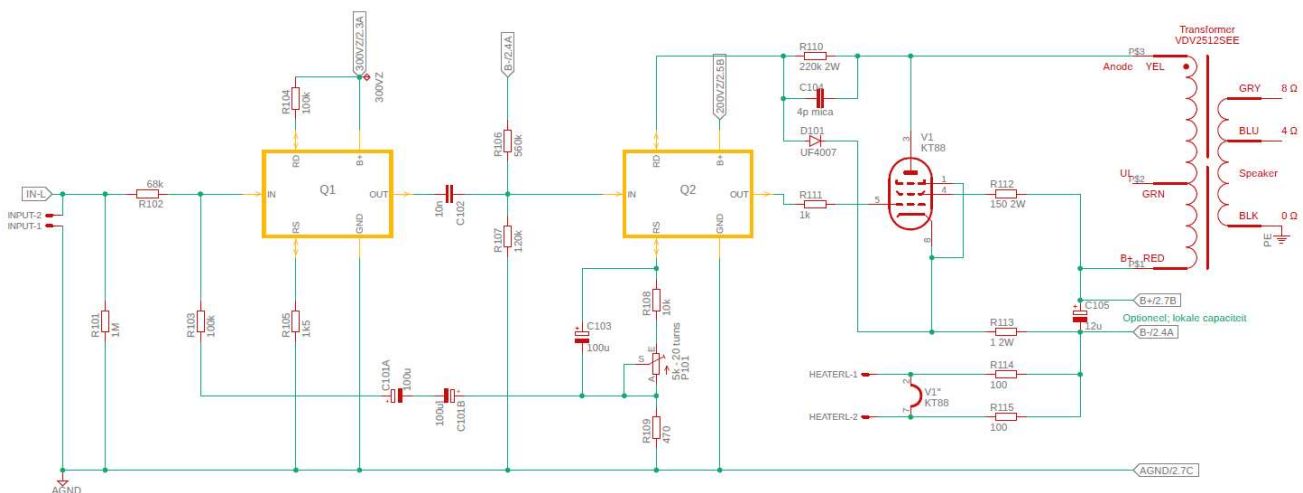 Transformer
VDV2512SEE
300VZ/2.3A
300VZ
B-/2.4A
200VZ/2.5B
R110
220k 2W
C104
4p mica
D101
UF4007
P$3
Anode YEL
GRY 8 Ω
BLU 4 Ω
Speaker
BLK 0 Ω
PE
UL
P$2
GRN
B+ RED
P$1
R104
100k
R106
560k
V1
KT88
3
1
4
5
8
IN-L
INPUT-2
INPUT-1
68k
R102
IN
RD
B+
Q1
OUT
RS
GND
10n
C102
R107
120k
IN
RD
B+
Q2
OUT
RS
GND
R111
1k
R112
150 2W
R101
1M
R103
100k
R105
1k5
C103
100u
R108
10k
E
S
A
5k - 20 turns
P101
C101A
100u
100u
C101B
R109
470
B+/2.7B
C105
12u
Optioneel; lokale capaciteit
B-/2.4A
R113
1 2W
HEATERL-1
R114
100
2
V1"
KT88
7
HEATERL-2
R115
100
AGND/2.7C
AGND